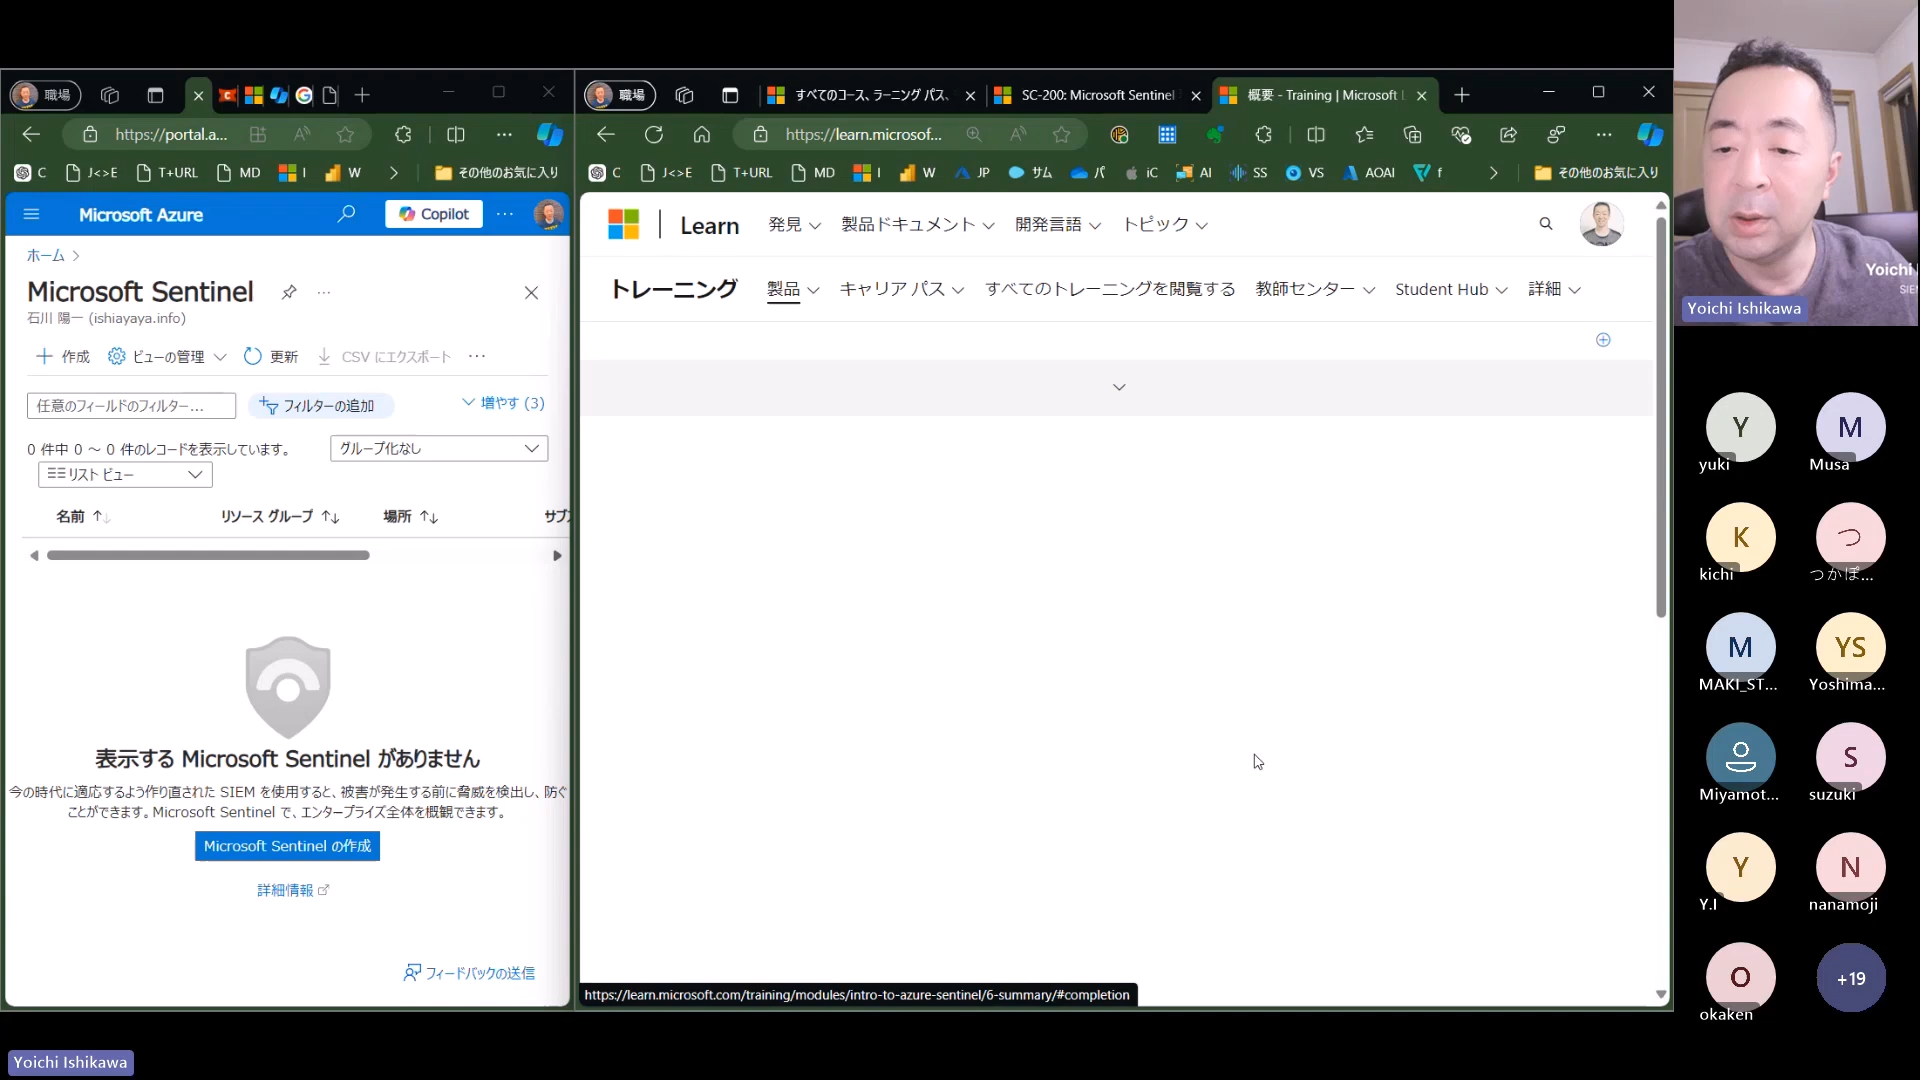 職場
https://portal.a...
C
J<>E
T+URL
MD
I
W
その他のお気に入り
Microsoft Azure
Copilot
ホーム
Microsoft Sentinel
石川 陽一 (ishiayaya.info)
作成
ビューの管理
更新
CSV にエクスポート
任意のフィールドのフィルター...
フィルターの追加
増やす (3)
0 件中 0 ～ 0 件のレコードを表示しています。
グループ化なし
リスト ビュー
名前
リソース グループ
場所
サブ
表示する Microsoft Sentinel がありません
今の時代に適応するよう作り直された SIEM を使用すると、被害が発生する前に脅威を検出し、防ぐ
ことができます。Microsoft Sentinel で、エンタープライズ全体を概観できます。
Microsoft Sentinel の作成
詳細情報
フィードバックの送信
職場
すべてのコース、ラーニング パス、
SC-200: Microsoft Sentinel
概要 - Training | Microsoft L
https://learn.microsof...
C
J<>E
T+URL
MD
I
W
JP
サム
パ
iC
AI
SS
VS
AOAI
f
その他のお気に入り
Learn
発見
製品ドキュメント
開発言語
トピック
トレーニング
製品
キャリア パス
すべてのトレーニングを閲覧する
教師センター
Student Hub
詳細
https://learn.microsoft.com/training/modules/intro-to-azure-sentinel/6-summary/#completion
Yoichi
SIE
Yoichi Ishikawa
Y
yuki
M
Musa
K
kichi
つ
つかぽ...
M
MAKI_ST...
YS
Yoshima...
Miyamot...
S
suzuki
Y
Y.I
N
nanamoji
O
okaken
+19
Yoichi Ishikawa